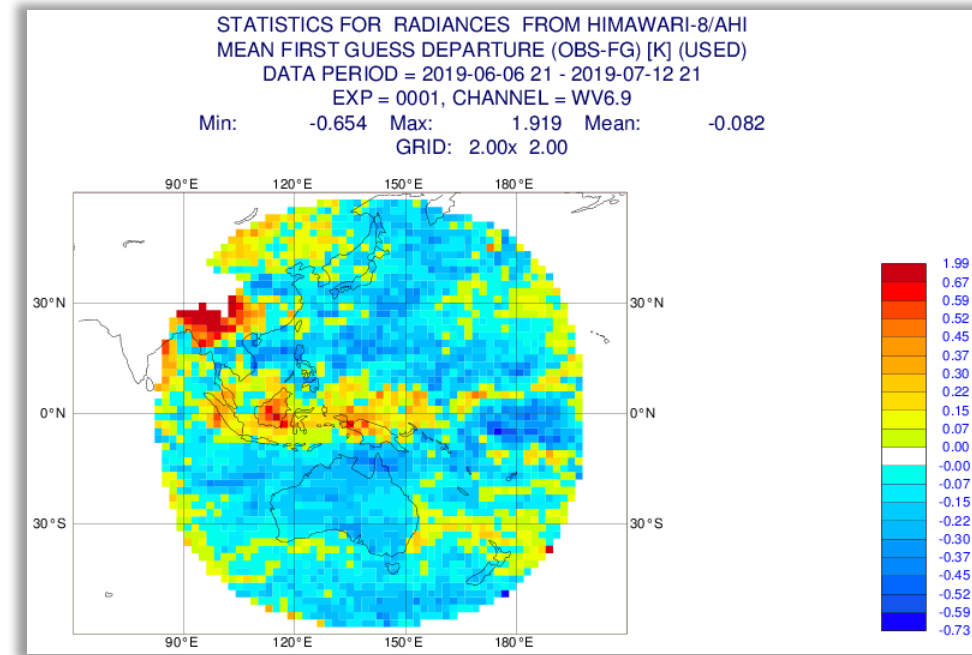 STATISTICS FOR RADIANCES FROM HIMAWARI-8/AHI
MEAN FIRST GUESS DEPARTURE (OBS-FG) [K] (USED)
DATA PERIOD = 2019-06-06 21 - 2019-07-12 21
EXP = 0001, CHANNEL = WV6.9
Min: -0.654 Max: 1.919 Mean: -0.082
GRID: 2.00x 2.00
90°E 120°E 150°E 180°E
30°N 30°N
0°N 0°N
30°S 30°S
90°E 120°E 150°E 180°E
1.99
0.67
0.59
0.52
0.45
0.37
0.30
0.22
0.15
0.07
0.00
-0.00
-0.07
-0.15
-0.22
-0.30
-0.37
-0.45
-0.52
-0.59
-0.73